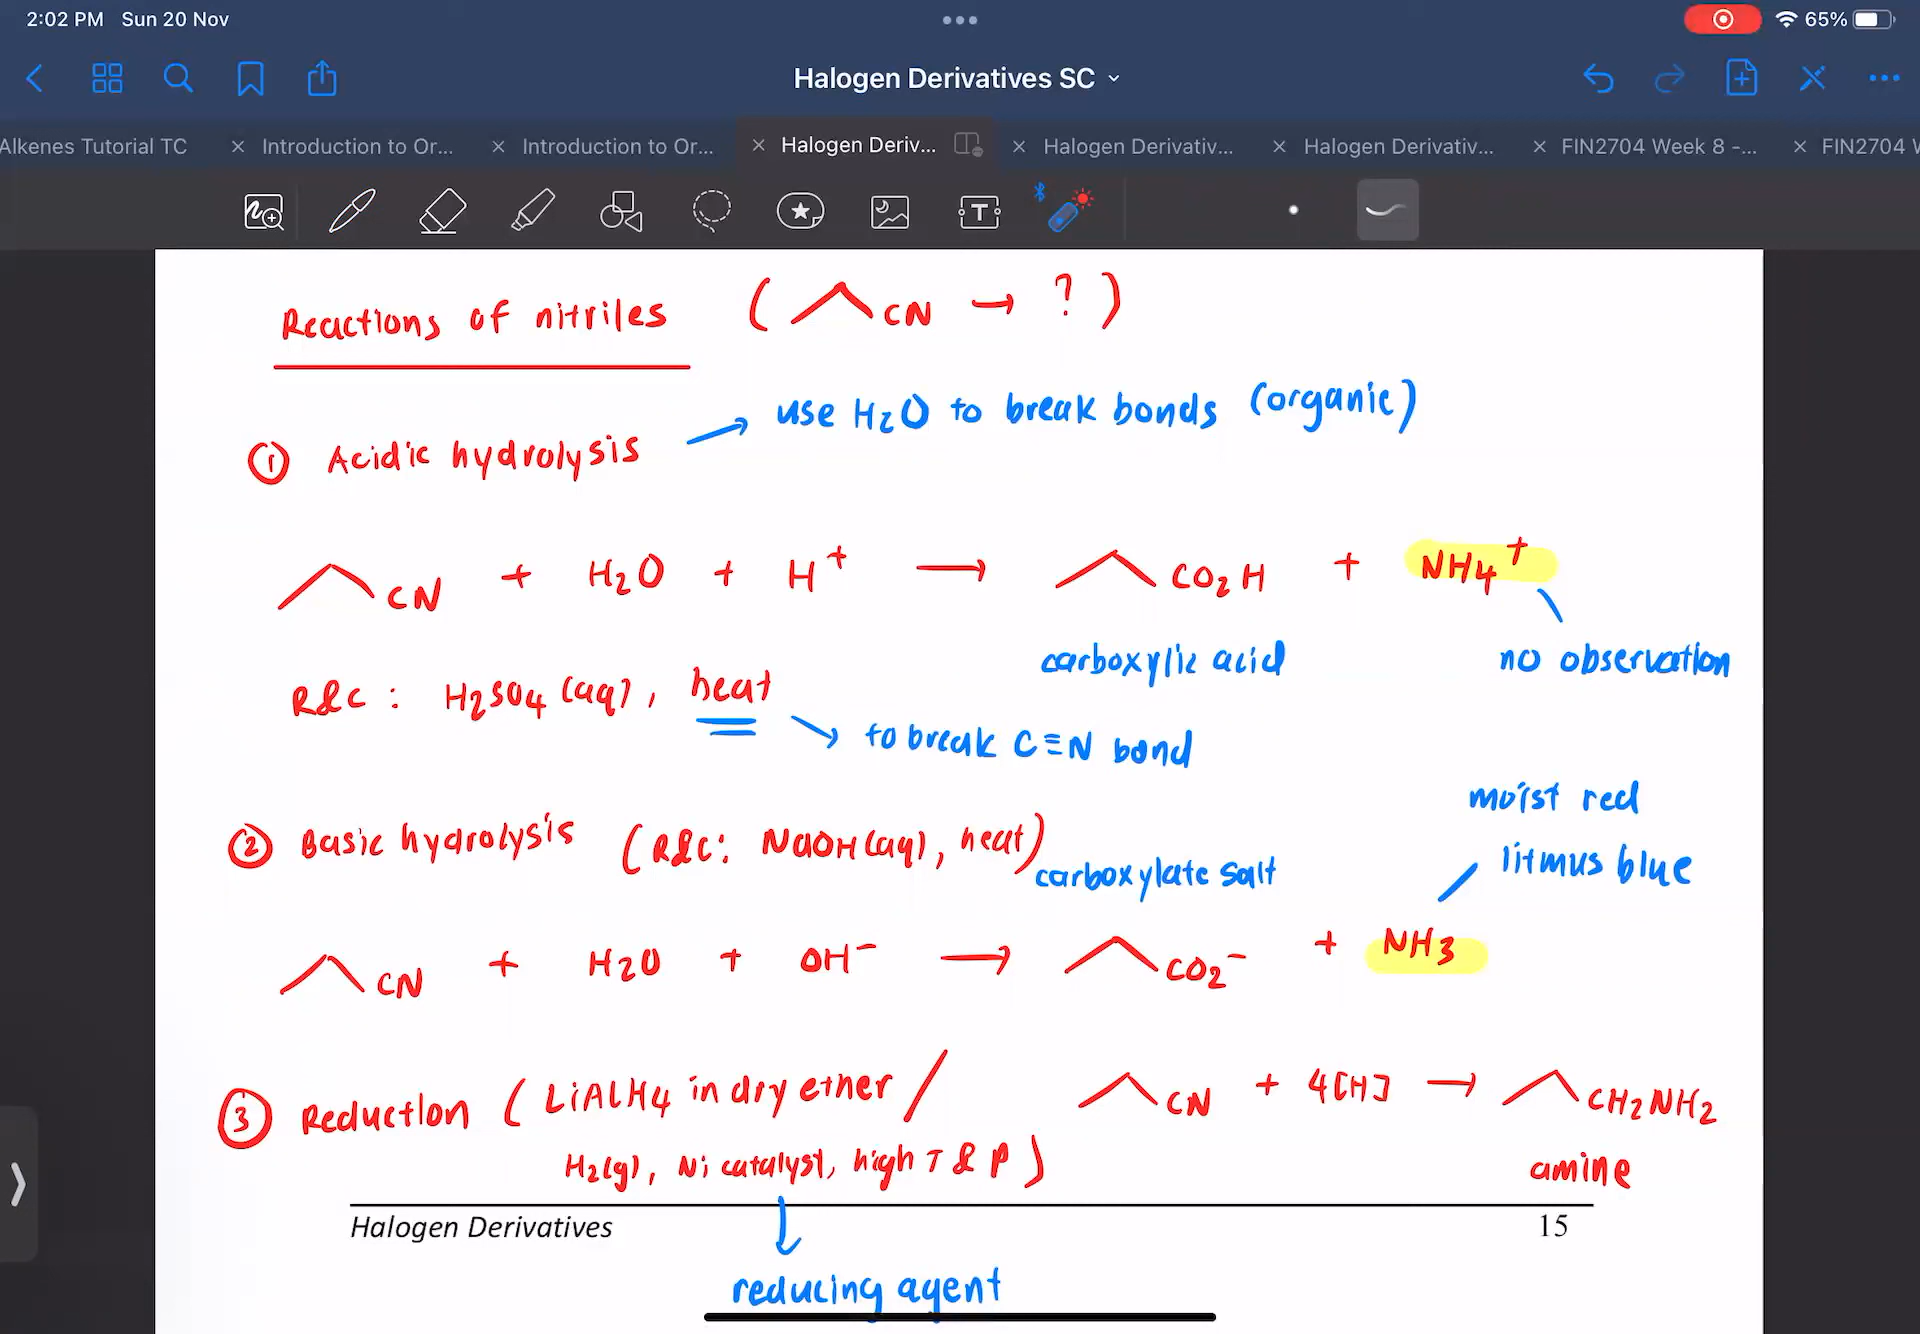 2:02 PM Sun 20 Nov
65%
Halogen Derivatives SC
Alkenes Tutorial TC
Introduction to Or...
Introduction to Or...
Halogen Deriv...
Halogen Derivativ...
Halogen Derivativ...
FIN2704 Week 8 -...
FIN2704 W
Reactions of nitriles ( CN → ? )
→ use H2O to break bonds (organic)
① Acidic hydrolysis
CN + H2O + H+ → CO2H + NH4+
carboxylic acid
no observation
R&C : H2SO4 (aq), heat
→ to break C≡N bond
moist red
litmus blue
② Basic hydrolysis (R&C: NaOH(aq), heat)
carboxylate salt
CN + H2O + OH- → CO2- + NH3
③ Reduction ( LiAlH4 in dry ether /
H2(g), Ni catalyst, high T & P )
CN + 4[H] → CH2NH2
amine
Halogen Derivatives
15
reducing agent